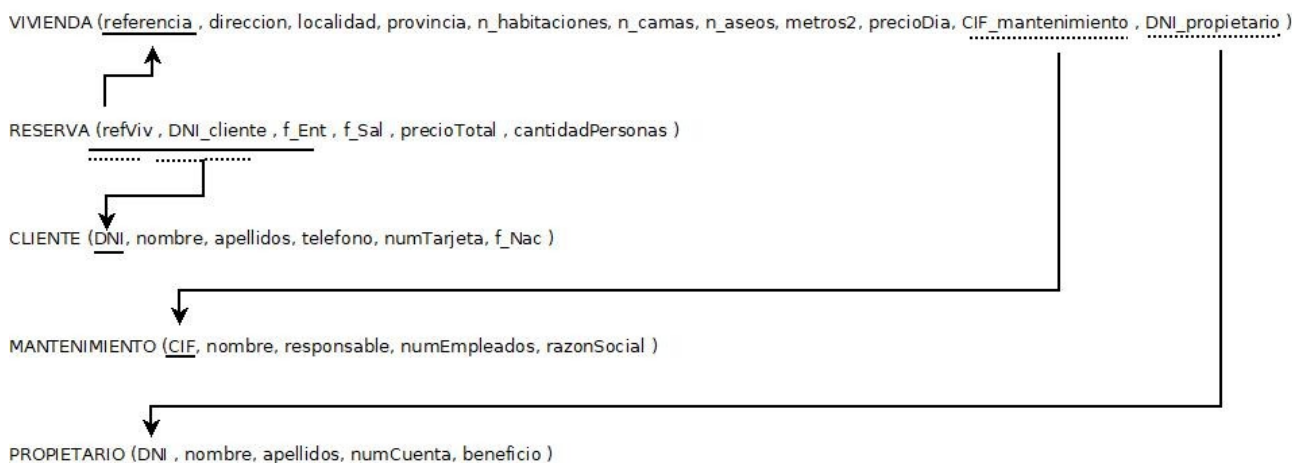 VIVIENDA (referencia , direccion, localidad, provincia, n_habitaciones, n_camas, n_aseos, metros2, precioDia, CIF_mantenimiento , DNI_propietario )
RESERVA (refViv , DNI_cliente , f_Ent , f_Sal , precioTotal , cantidadPersonas )
CLIENTE (DNI, nombre, apellidos, telefono, numTarjeta, f_Nac )
MANTENIMIENTO (CIF, nombre, responsable, numEmpleados, razonSocial )
PROPIETARIO (DNI , nombre, apellidos, numCuenta, beneficio )